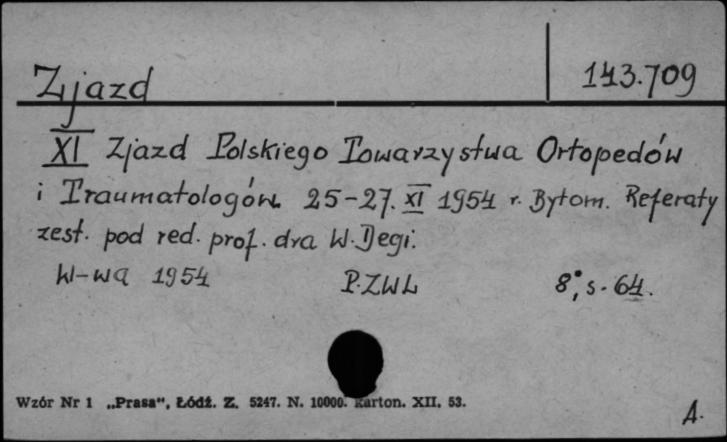 Zjazd 143.709
XI Zjazd Polskiego Towarzystwa Ortopedów
i Traumatologów. 25-27. XI 1954 r. Bytom. Referaty
zest. pod red. prof. dra W. Degi.
W-wa 1954 P.ZWL 8°, s. 64.
Wzór Nr 1 „Prasa", Łódź. Z. 5247. N. 10000. karton. XII. 53.
A.